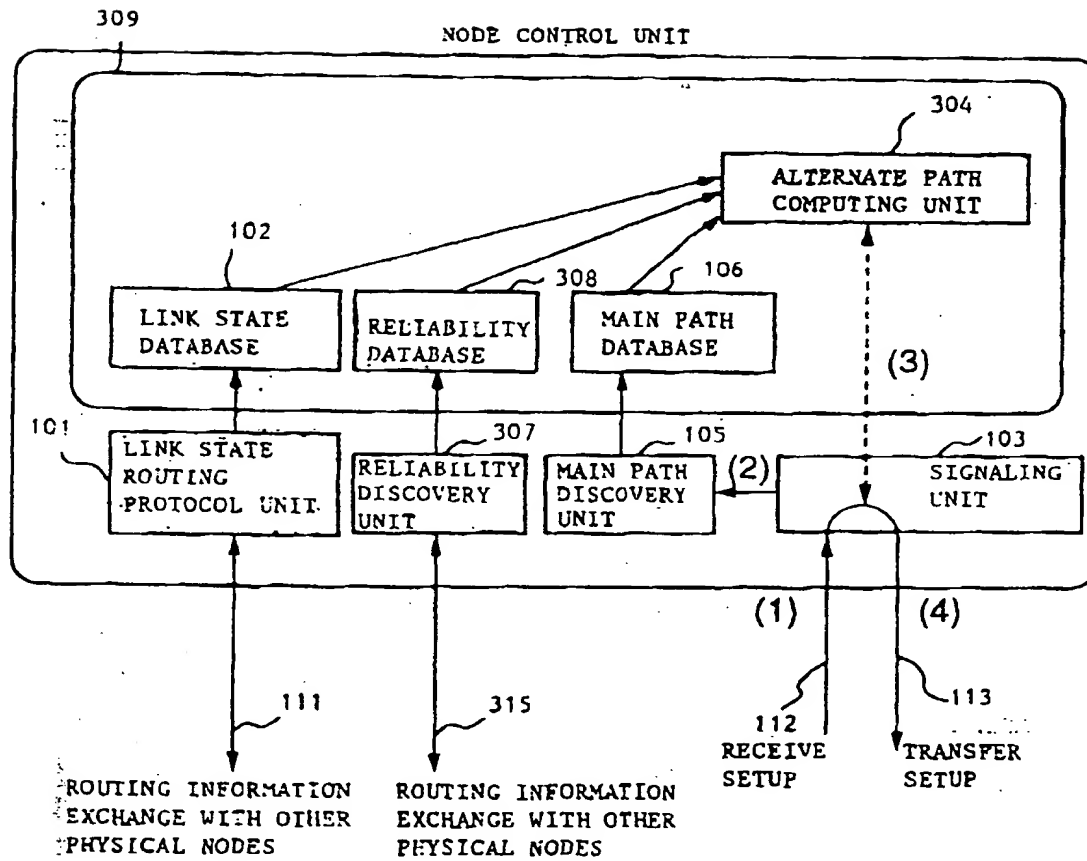 309
NODE CONTROL UNIT
304
ALTERNATE PATH
COMPUTING UNIT
102
308
106
LINK STATE
DATABASE
RELIABILITY
DATABASE
MAIN PATH
DATABASE
(3)
101
307
105
103
LINK STATE
ROUTING
PROTOCOL UNIT
RELIABILITY
DISCOVERY
UNIT
MAIN PATH
DISCOVERY
UNIT
(2)
SIGNALING
UNIT
(1)
(4)
111
315
112
113
RECEIVE
SETUP
TRANSFER
SETUP
ROUTING INFORMATION
EXCHANGE WITH OTHER
PHYSICAL NODES
ROUTING INFORMATION
EXCHANGE WITH OTHER
PHYSICAL NODES